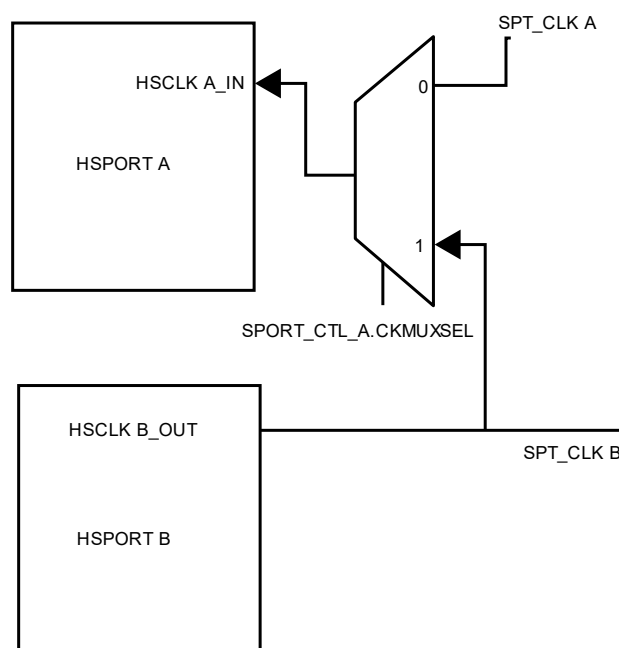 SPT_CLK A
HSCLK A_IN
0
HSPORT A
1
SPORT_CTL_A.CKMUXSEL
HSCLK B_OUT
SPT_CLK B
HSPORT B